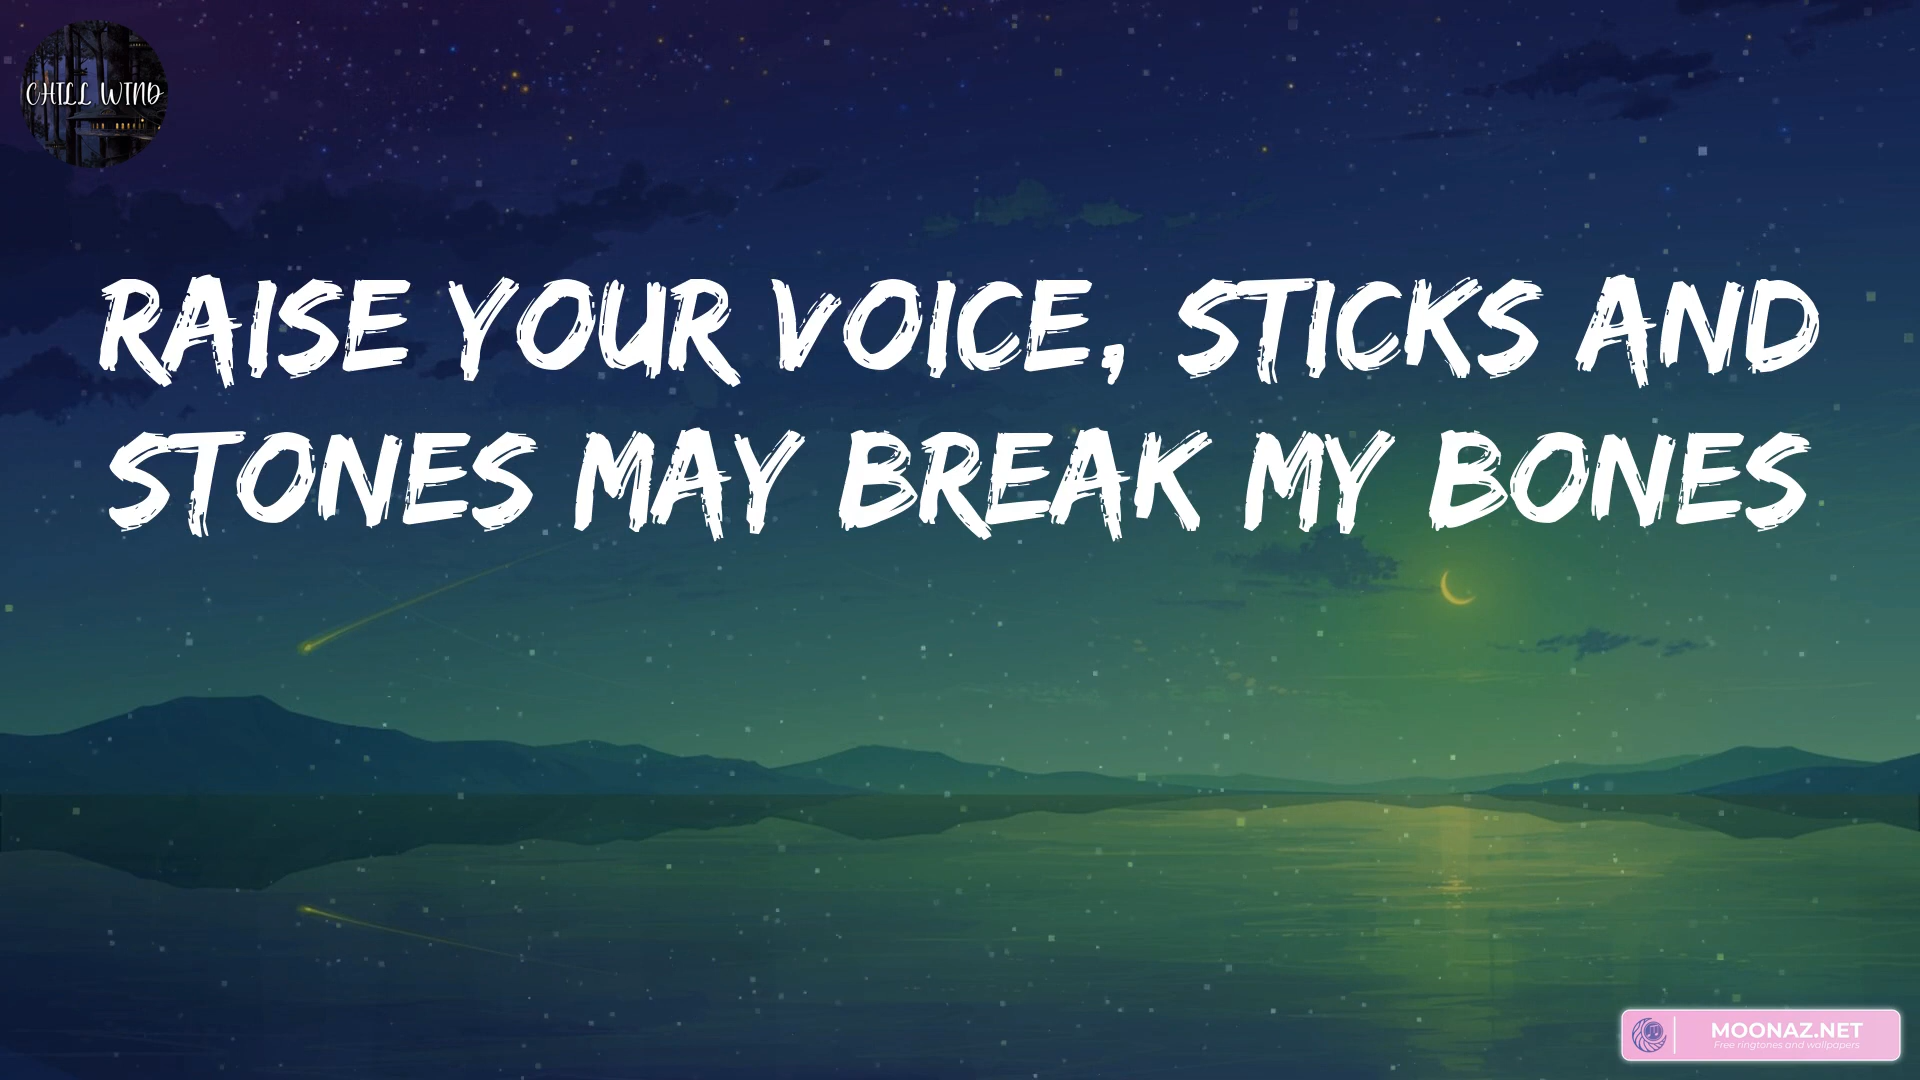 CHILL WIND
RAISE YOUR VOICE, STICKS AND
STONES MAY BREAK MY BONES
MOONAZ.NET
Free ringtones and wallpapers